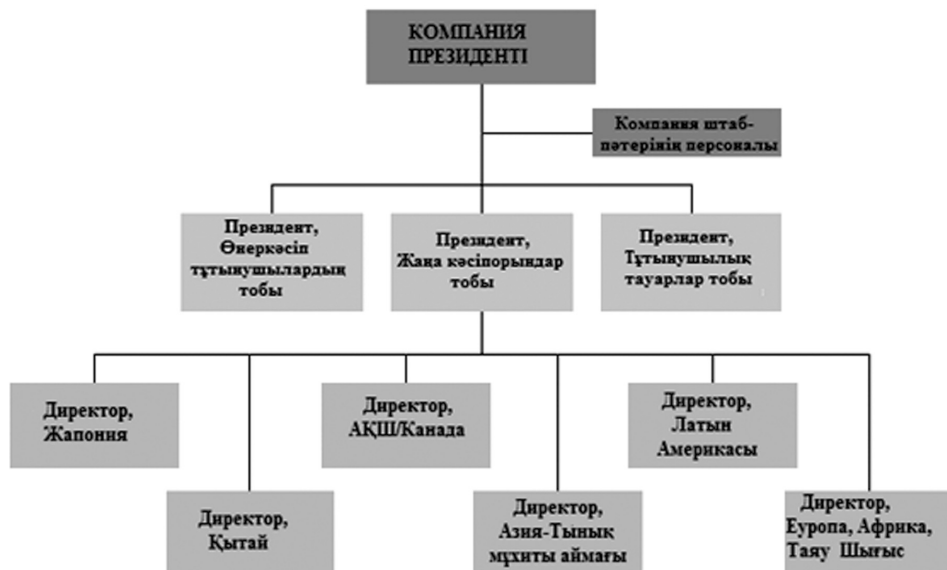 КОМПАНИЯ
ПРЕЗИДЕНТІ
Компания штаб-
пәтерінің персоналы
Президент,
Өнеркәсіп
тұтынушылардың
тобы
Президент,
Жаңа кәсіпорындар
тобы
Президент,
Тұтынушылық
тауарлар тобы
Директор,
Жапония
Директор,
АҚШ/Канада
Директор,
Латын
Америкасы
Директор,
Қытай
Директор,
Азия-Тынық
мұхиты аймағы
Директор,
Еуропа, Африка,
Таяу Шығыс